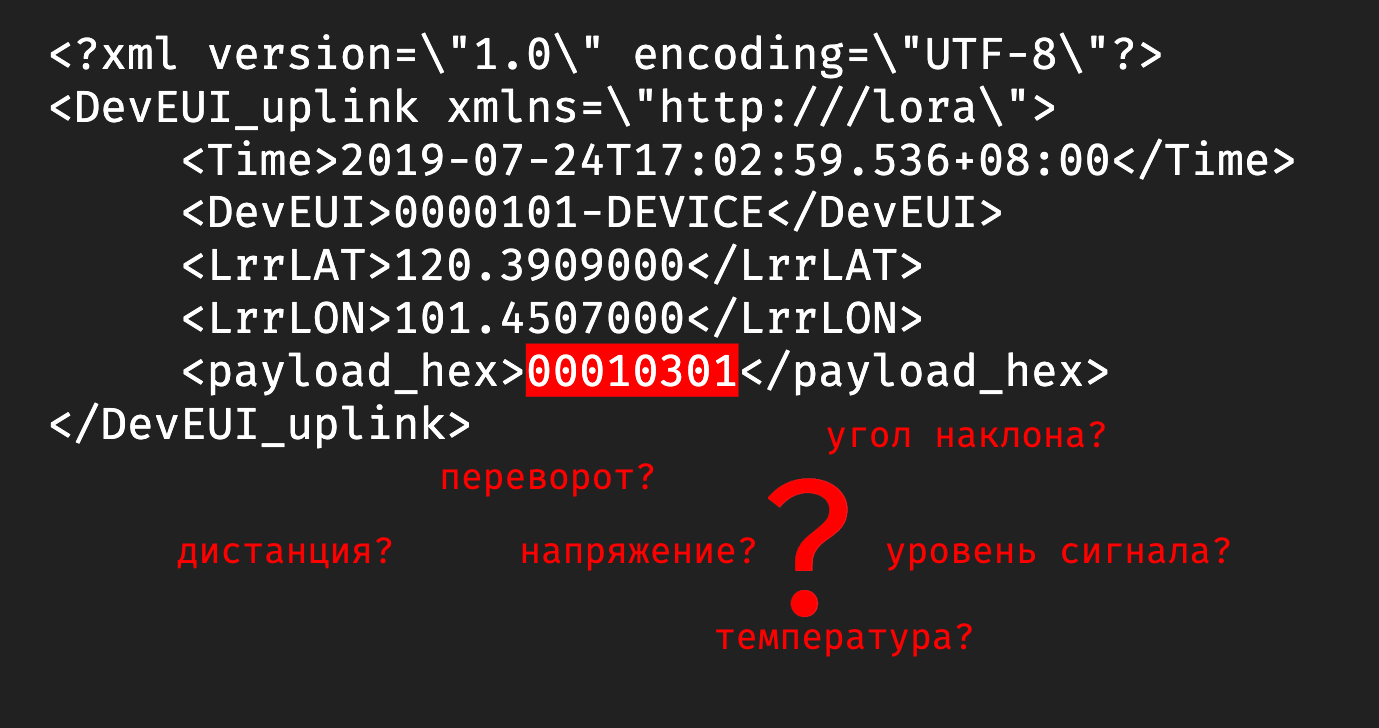 <?xml version=\"1.0\" encoding=\"UTF-8\"?>
<DevEUI_uplink xmlns=\"http:///lora\">
<Time>2019-07-24T17:02:59.536+08:00</Time>
<DevEUI>0000101-DEVICE</DevEUI>
<LrrLAT>120.3909000</LrrLAT>
<LrrLON>101.4507000</LrrLON>
<payload_hex>00010301</payload_hex>
</DevEUI_uplink>
угол наклона?
переворот?
?
дистанция? напряжение? уровень сигнала?
температура?